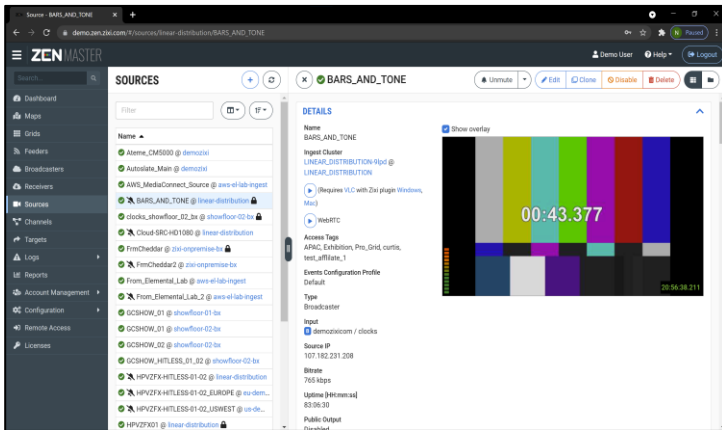 Source - BARS_AND_TONE
demo.zen.zixi.com/#/sources/linear-distribution/BARS_AND_TONE
N Paused
ZENMASTER
Demo User
Help
Logout
Search...
Dashboard
Maps
Grids
Feeders
Broadcasters
Receivers
Sources
Channels
Targets
Logs
Reports
Account Management
Configuration
Remote Access
Licenses
SOURCES
Filter
Name
Ateme_CM5000 @ demozixi
Autoslate_Main @ demozixi
AWS_MediaConnect_Source @ aws-el-lab-ingest
BARS_AND_TONE @ linear-distribution
clocks_showfloor_02_bx @ showfloor-02-bx
Cloud-SRC-HD1080 @ linear-distribution
FrmCheddar @ zixi-onpremise-bx
FrmCheddar2 @ zixi-onpremise-bx
From_Elemental_Lab @ aws-el-lab-ingest
From_Elemental_Lab_2 @ aws-el-lab-ingest
GCSHOW_01 @ showfloor-01-bx
GCSHOW_01 @ showfloor-02-bx
GCSHOW_02 @ showfloor-02-bx
GCSHOW_HITLESS_01_02 @ showfloor-02-bx
HPVZFX-HITLESS-01-02 @ linear-distribution
HPVZFX-HITLESS-01-02_EUROPE @ eu-dem...
HPVZFX-HITLESS-01-02_USWEST @ us-de...
HPVZFX01 @ linear-distribution
BARS_AND_TONE
Unmute
Edit
Clone
Disable
Delete
DETAILS
Name
BARS_AND_TONE
Ingest Cluster
LINEAR_DISTRIBUTION-9lpd @
LINEAR_DISTRIBUTION
(Requires VLC with Zixi plugin Windows,
Mac)
WebRTC
Access Tags
APAC, Exhibition, Pro_Grid, curtis,
test_affiliate_1
Events Configuration Profile
Default
Type
Broadcaster
Input
B demozixicom / clocks
Source IP
107.182.231.208
Bitrate
765 kbps
Uptime [HH:mm:ss]
83:06:30
Public Output
Disabled
Show overlay
00:43.377
20:56:38.211